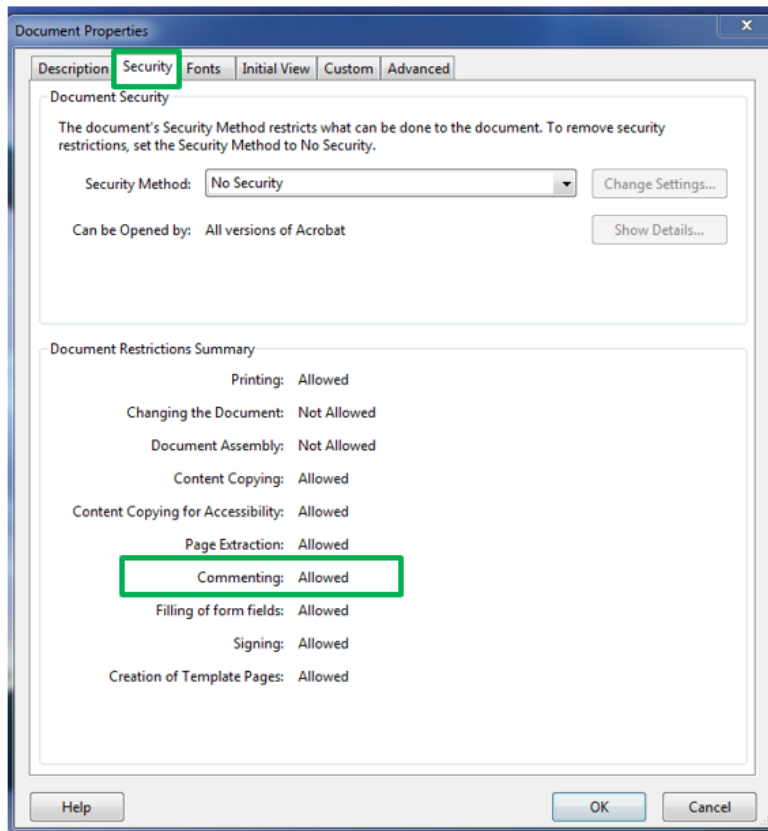 Document Properties
x
Description Security Fonts Initial View Custom Advanced
Document Security
The document's Security Method restricts what can be done to the document. To remove security
restrictions, set the Security Method to No Security.
Security Method: No Security Change Settings...
Can be Opened by: All versions of Acrobat Show Details...
Document Restrictions Summary
Printing: Allowed
Changing the Document: Not Allowed
Document Assembly: Not Allowed
Content Copying: Allowed
Content Copying for Accessibility: Allowed
Page Extraction: Allowed
Commenting: Allowed
Filling of form fields: Allowed
Signing: Allowed
Creation of Template Pages: Allowed
Help OK Cancel